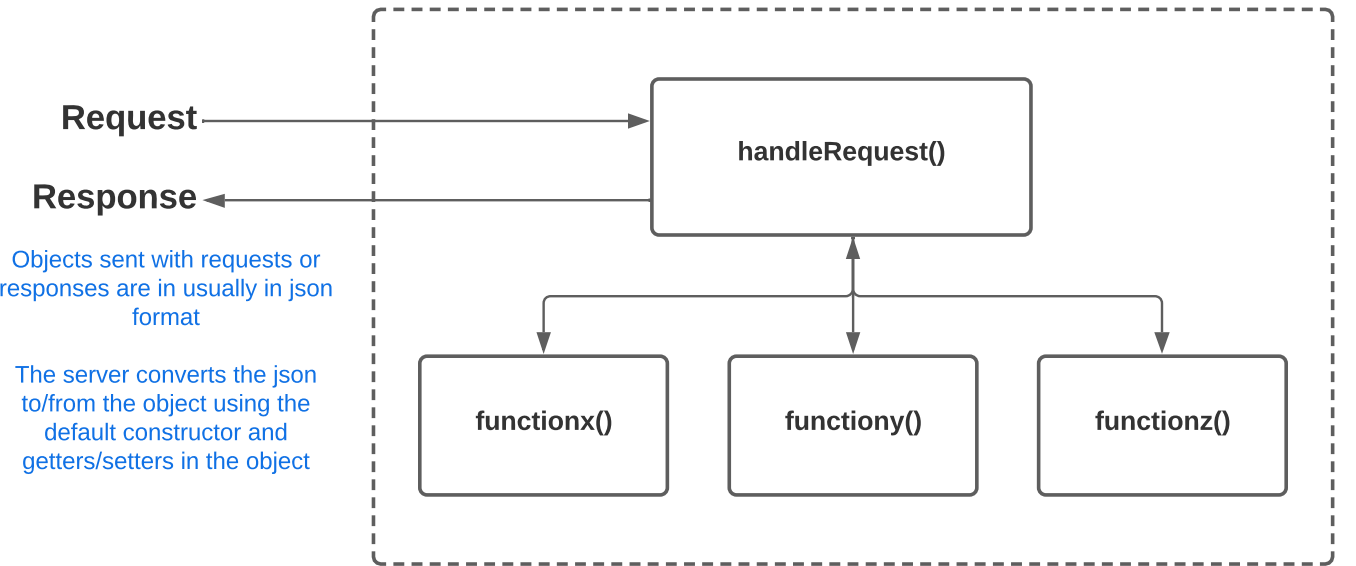 Request
handleRequest()
Response
Objects sent with requests or
responses are in usually in json
format
The server converts the json
to/from the object using the
default constructor and
getters/setters in the object
functionx()
functiony()
functionz()